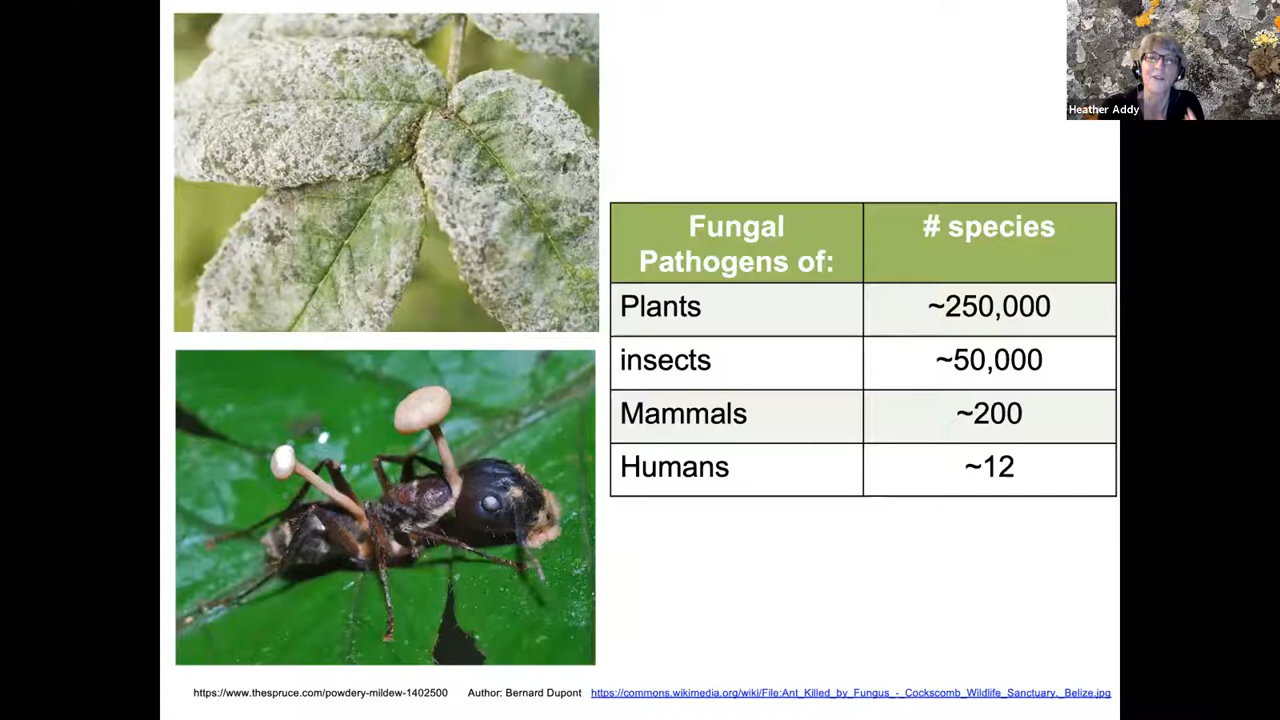 Heather Addy
Fungal
Pathogens of:
# species
Plants
~250,000
insects
~50,000
Mammals
~200
Humans
~12
https://www.thespruce.com/powdery-mildew-1402500
Author: Bernard Dupont
https://commons.wikimedia.org/wiki/File:Ant_Killed_by_Fungus_-_Cockscomb_Wildlife_Sanctuary,_Belize.jpg